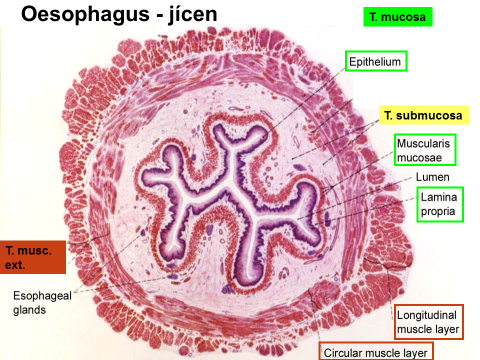 Oesophagus - jícen
T. mucosa
Epithelium
T. submucosa
Muscularis
mucosae
Lumen
Lamina
propria
T. musc.
ext.
Esophageal
glands
Longitudinal
muscle layer
Circular muscle layer